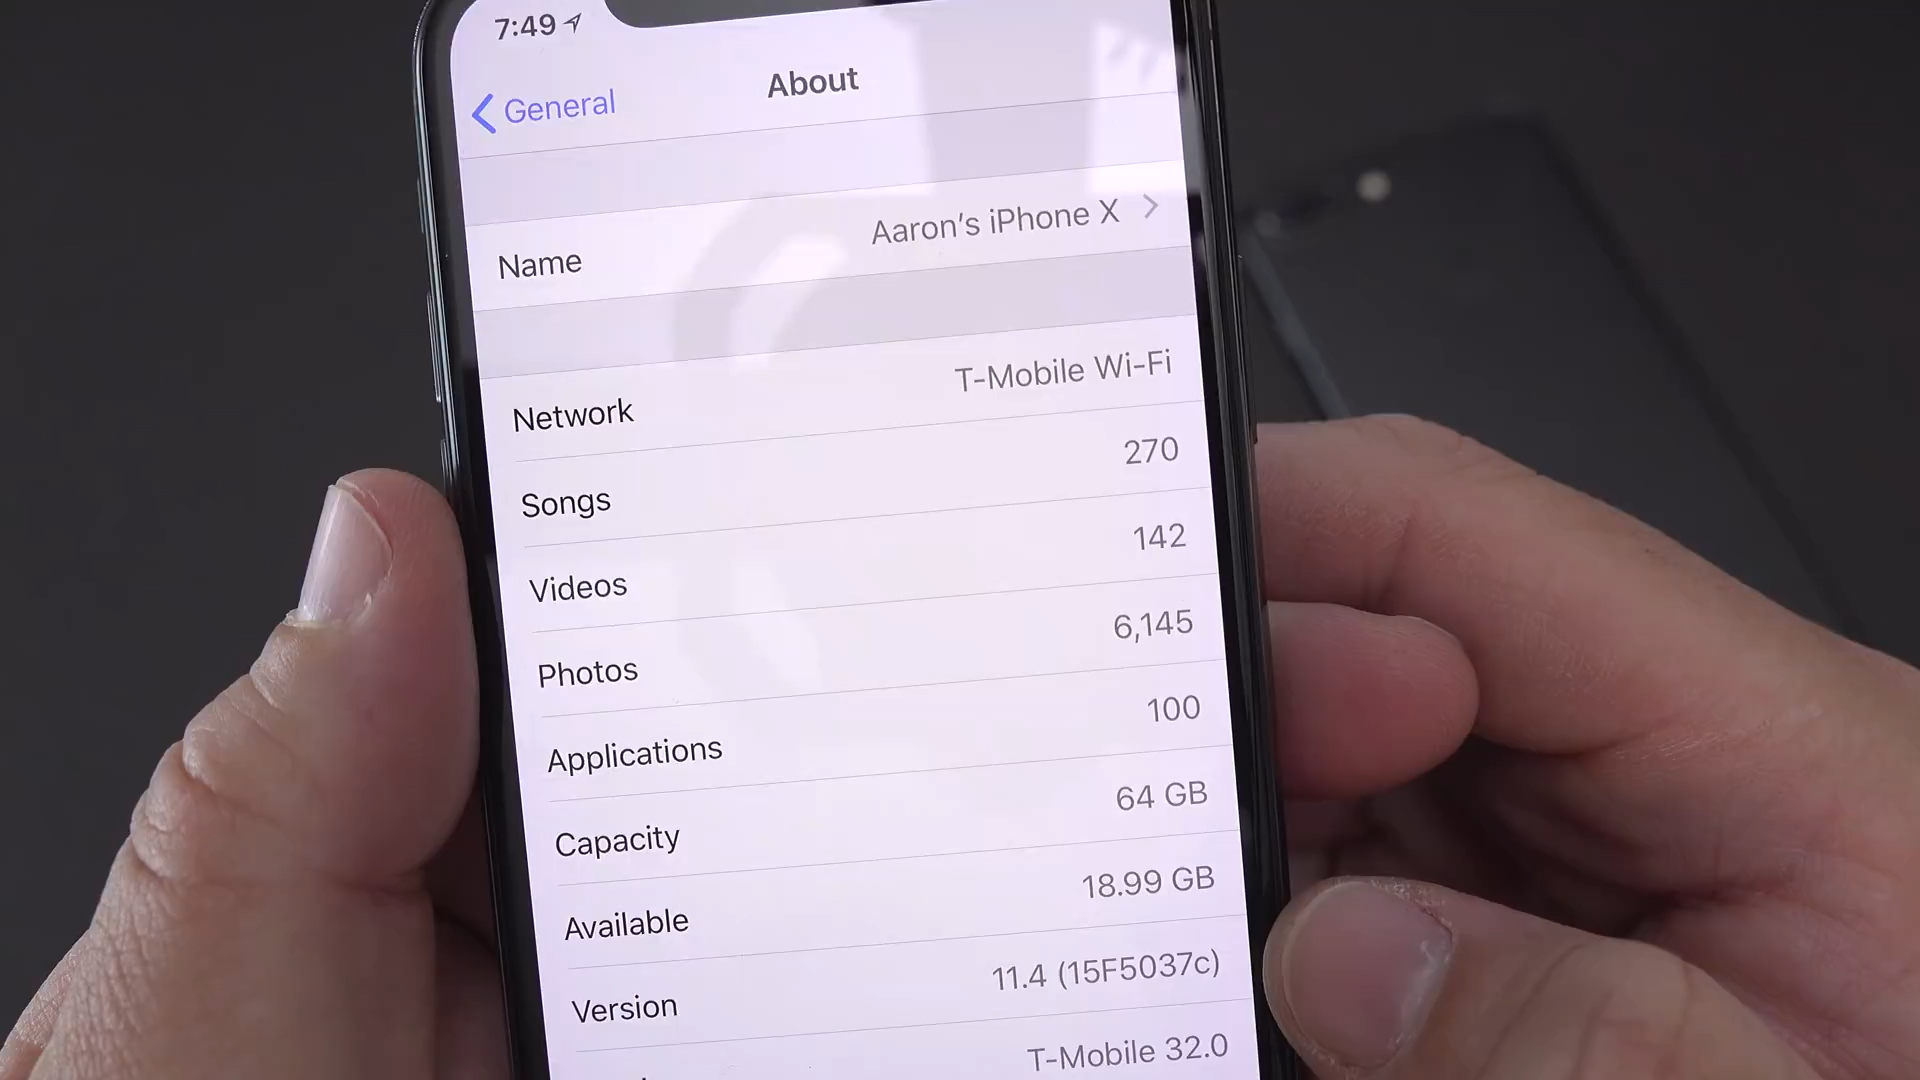 7:49
General
About
Name
Aaron's iPhone X
Network
T-Mobile Wi-Fi
Songs
270
Videos
142
Photos
6,145
Applications
100
Capacity
64 GB
Available
18.99 GB
Version
11.4 (15F5037c)
T-Mobile 32.0